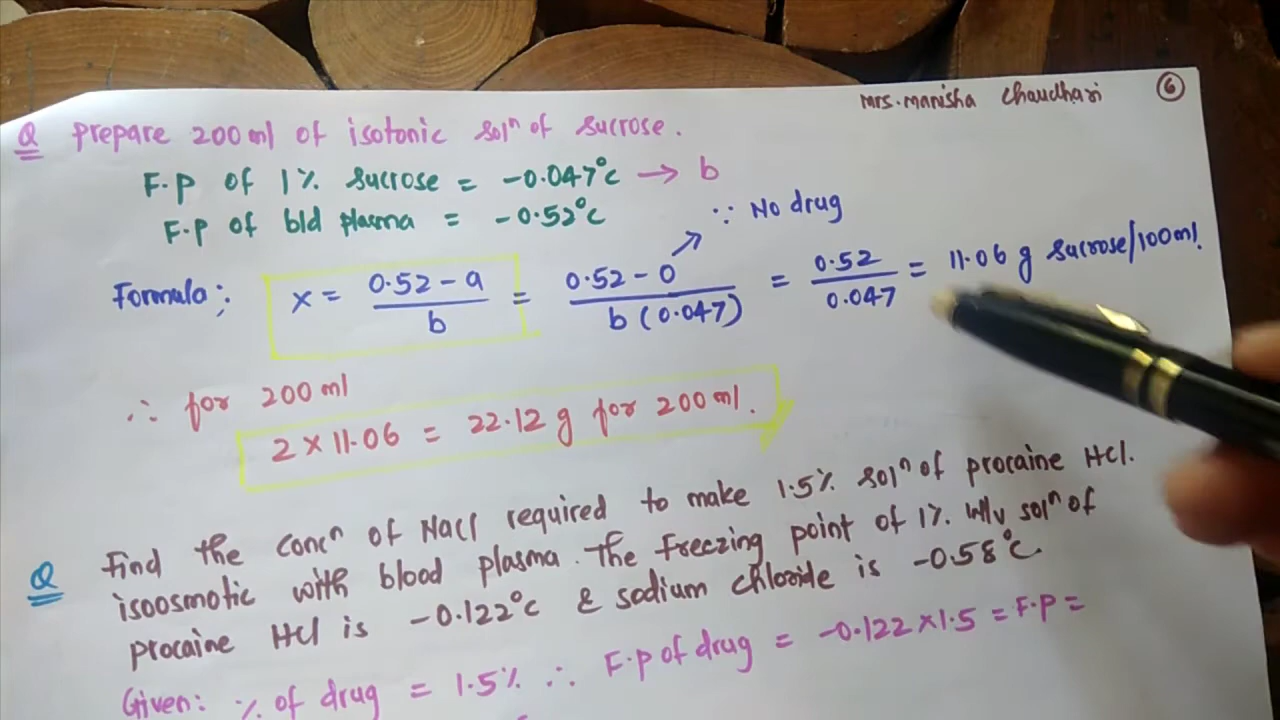 Mrs. Manisha Chaudhari 6
Q Prepare 200 ml of isotonic solⁿ of sucrose.
F.p of 1% sucrose = -0.047°c → b
F.p of bld plasma = -0.52°c
∵ No drug
Formula: x = 0.52 - a / b = 0.52 - 0 / b (0.047) = 0.52 / 0.047 = 11.06 g sucrose/100ml.
∴ for 200 ml
2 x 11.06 = 22.12 g for 200 ml.
Q Find the concⁿ of NaCl required to make 1.5% solⁿ of procaine HCl.
isoosmotic with blood plasma. The freezing point of 1% w/v solⁿ of
procaine HCl is -0.122°c & sodium chloride is -0.58°c
Given: % of drug = 1.5% ∴ F.p of drug = -0.122 x 1.5 = F.P =